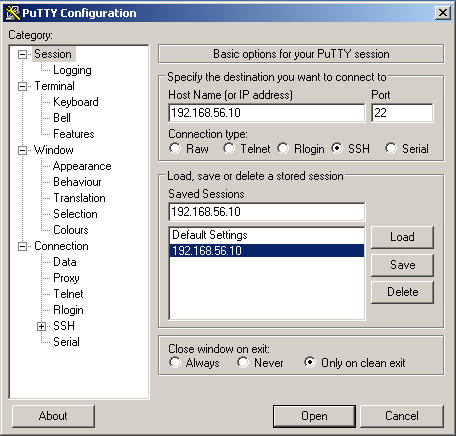 PuTTY Configuration
Category:
Session
Logging
Terminal
Keyboard
Bell
Features
Window
Appearance
Behaviour
Translation
Selection
Colours
Connection
Data
Proxy
Telnet
Rlogin
SSH
Serial
Basic options for your PuTTY session
Specify the destination you want to connect to
Host Name (or IP address) Port
192.168.56.10 22
Connection type:
Raw Telnet Rlogin SSH Serial
Load, save or delete a stored session
Saved Sessions
192.168.56.10
Default Settings
192.168.56.10
Load
Save
Delete
Close window on exit:
Always Never Only on clean exit
About Open Cancel